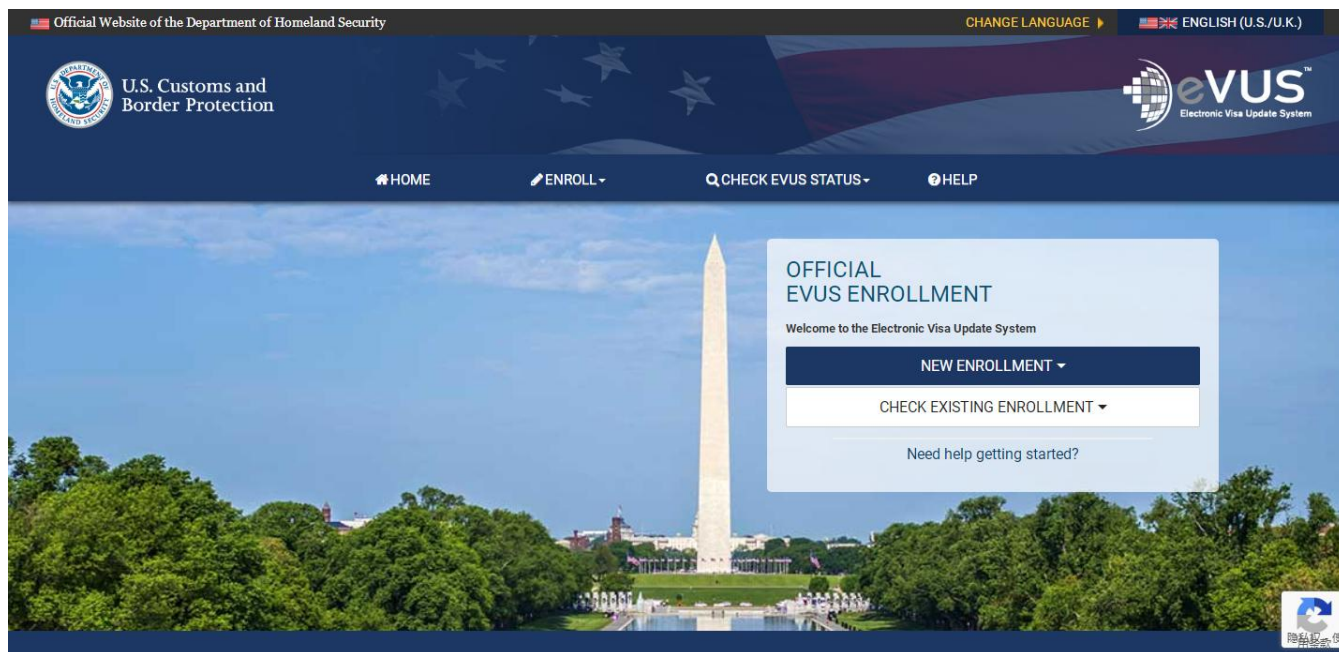 Official Website of the Department of Homeland Security
CHANGE LANGUAGE
ENGLISH (U.S./U.K.)
U.S. Customs and
Border Protection
eVUS™
Electronic Visa Update System
HOME
ENROLL
CHECK EVUS STATUS
HELP
OFFICIAL
EVUS ENROLLMENT
Welcome to the Electronic Visa Update System
NEW ENROLLMENT
CHECK EXISTING ENROLLMENT
Need help getting started?